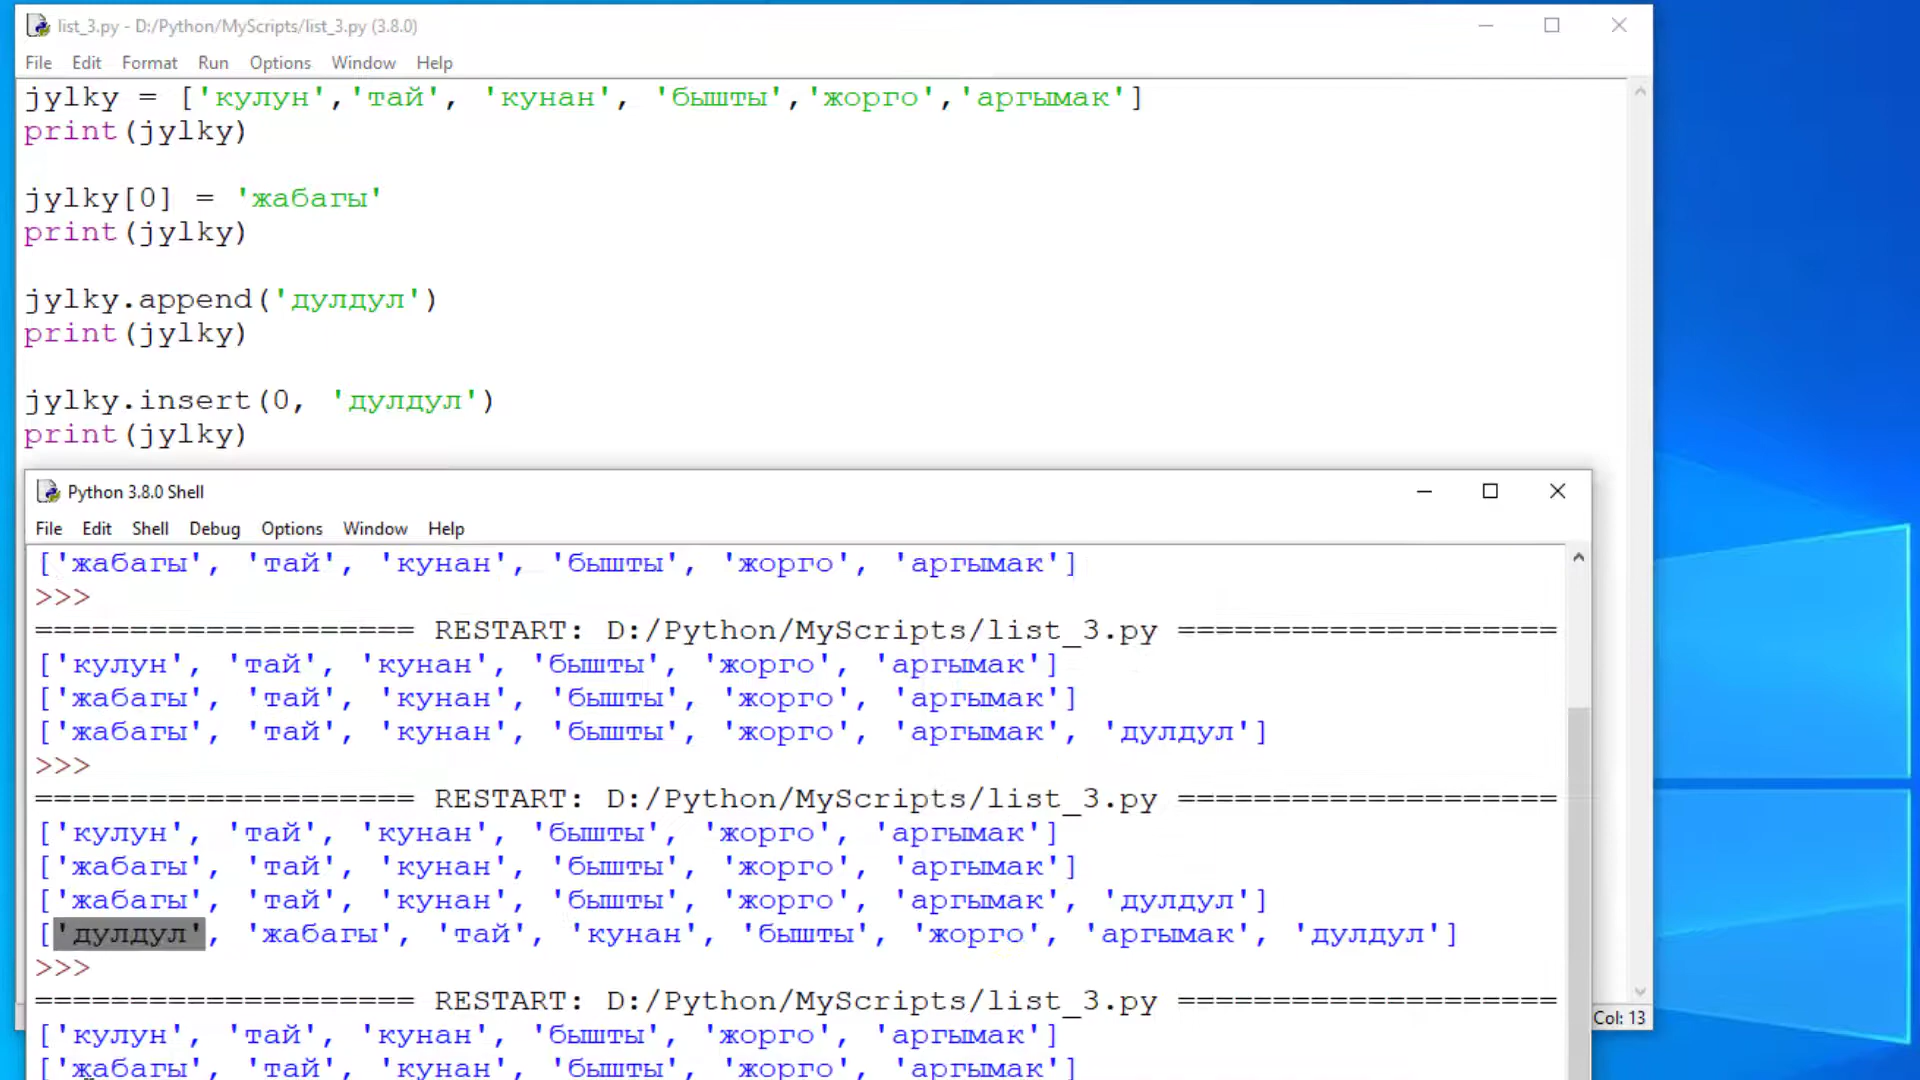 list_3.py - D:/Python/MyScripts/list_3.py (3.8.0)
File Edit Format Run Options Window Help
jylky = ['кулун','тай', 'кунан', 'бышты','жорго','аргымак']
print(jylky)
jylky[0] = 'жабагы'
print(jylky)
jylky.append('дулдул')
print(jylky)
jylky.insert(0, 'дулдул')
print(jylky)
Python 3.8.0 Shell
File Edit Shell Debug Options Window Help
['жабагы', 'тай', 'кунан', 'бышты', 'жорго', 'аргымак']
>>>
==================== RESTART: D:/Python/MyScripts/list_3.py ====================
['кулун', 'тай', 'кунан', 'бышты', 'жорго', 'аргымак']
['жабагы', 'тай', 'кунан', 'бышты', 'жорго', 'аргымак']
['жабагы', 'тай', 'кунан', 'бышты', 'жорго', 'аргымак', 'дулдул']
>>>
==================== RESTART: D:/Python/MyScripts/list_3.py ====================
['кулун', 'тай', 'кунан', 'бышты', 'жорго', 'аргымак']
['жабагы', 'тай', 'кунан', 'бышты', 'жорго', 'аргымак']
['жабагы', 'тай', 'кунан', 'бышты', 'жорго', 'аргымак', 'дулдул']
['дулдул', 'жабагы', 'тай', 'кунан', 'бышты', 'жорго', 'аргымак', 'дулдул']
>>>
==================== RESTART: D:/Python/MyScripts/list_3.py ====================
Col: 13
['кулун', 'тай', 'кунан', 'бышты', 'жорго', 'аргымак']
['жабагы', 'тай', 'кунан', 'бышты', 'жорго', 'аргымак']